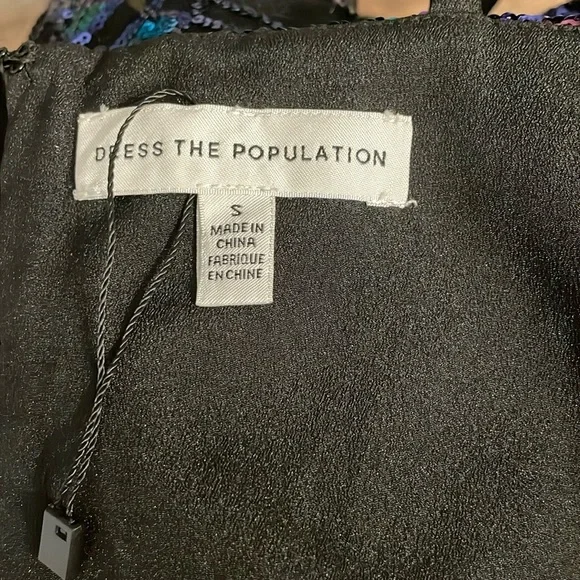 DRESS THE POPULATION
S
MADE IN
CHINA
FABRIQUE
EN CHINE